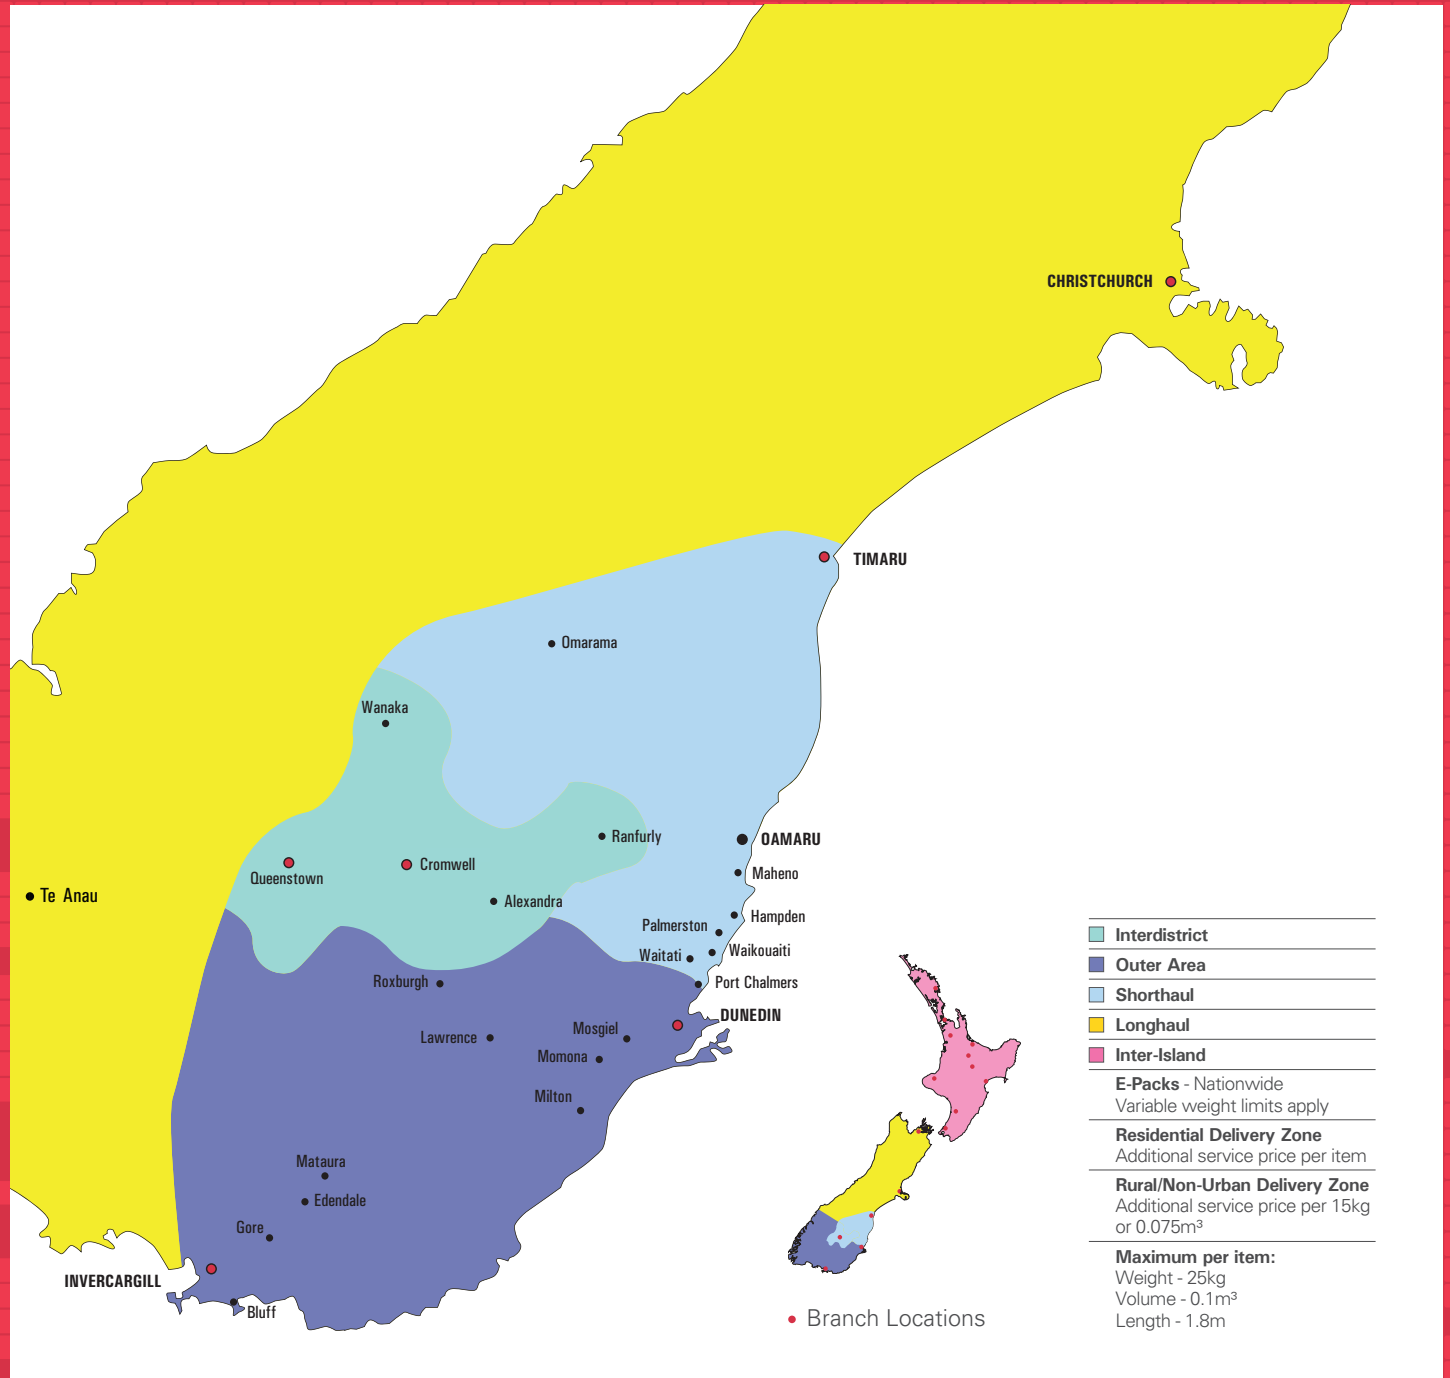 CHRISTCHURCH
TIMARU
Omarama
Wanaka
Ranfurly
OAMARU
Cromwell
Queenstown
Maheno
Te Anau
Alexandra
Hampden
Palmerston
Waikouaiti
Waitati
Roxburgh
Port Chalmers
DUNEDIN
Mosgiel
Lawrence
Momona
Milton
Mataura
Edendale
Gore
INVERCARGILL
Bluff
Interdistrict
Outer Area
Shorthaul
Longhaul
Inter-Island
E-Packs - Nationwide
Variable weight limits apply
Residential Delivery Zone
Additional service price per item
Rural/Non-Urban Delivery Zone
Additional service price per 15kg
or 0.075m³
Maximum per item:
Weight - 25kg
Volume - 0.1m³
Length - 1.8m
Branch Locations